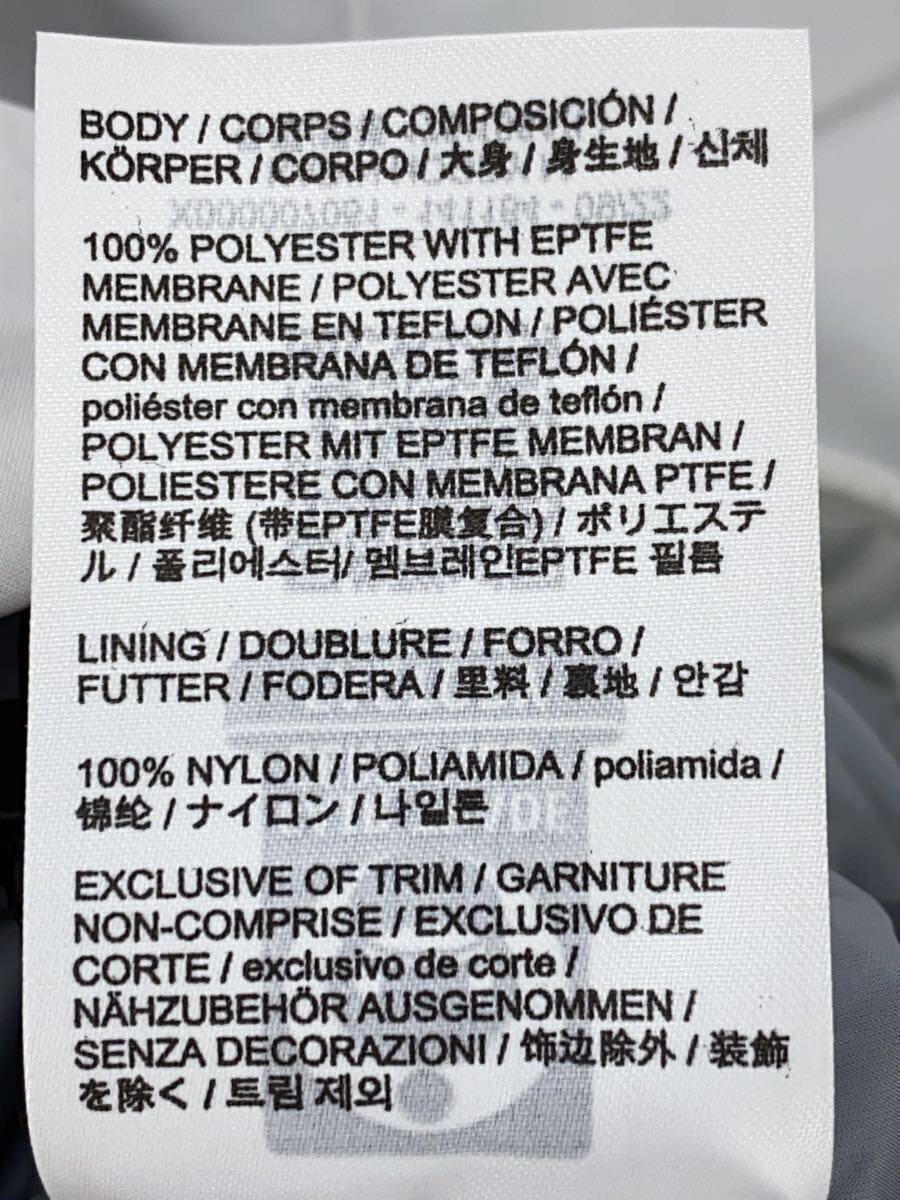 BODY / CORPS / COMPOSICIÓN /
KÖRPER / CORPO / 大身 / 身生地 / 신체
100% POLYESTER WITH EPTFE
MEMBRANE / POLYESTER AVEC
MEMBRANE EN TEFLON / POLIÉSTER
CON MEMBRANA DE TEFLÓN /
poliéster con membrana de teflón /
POLYESTER MIT EPTFE MEMBRAN /
POLIESTERE CON MEMBRANA PTFE /
聚酯纤维 (带EPTFE膜复合) / ポリエステ
ル / 폴리에스터/ 멤브레인EPTFE 필름
LINING / DOUBLURE / FORRO /
FUTTER / FODERA / 里料 / 裏地 / 안감
100% NYLON / POLIAMIDA / poliamida /
锦纶 / ナイロン / 나일론
EXCLUSIVE OF TRIM / GARNITURE
NON-COMPRISE / EXCLUSIVO DE
CORTE / exclusivo de corte /
NÄHZUBEHÖR AUSGENOMMEN /
SENZA DECORAZIONI / 饰边除外 / 装飾
を除く / 트림 제외